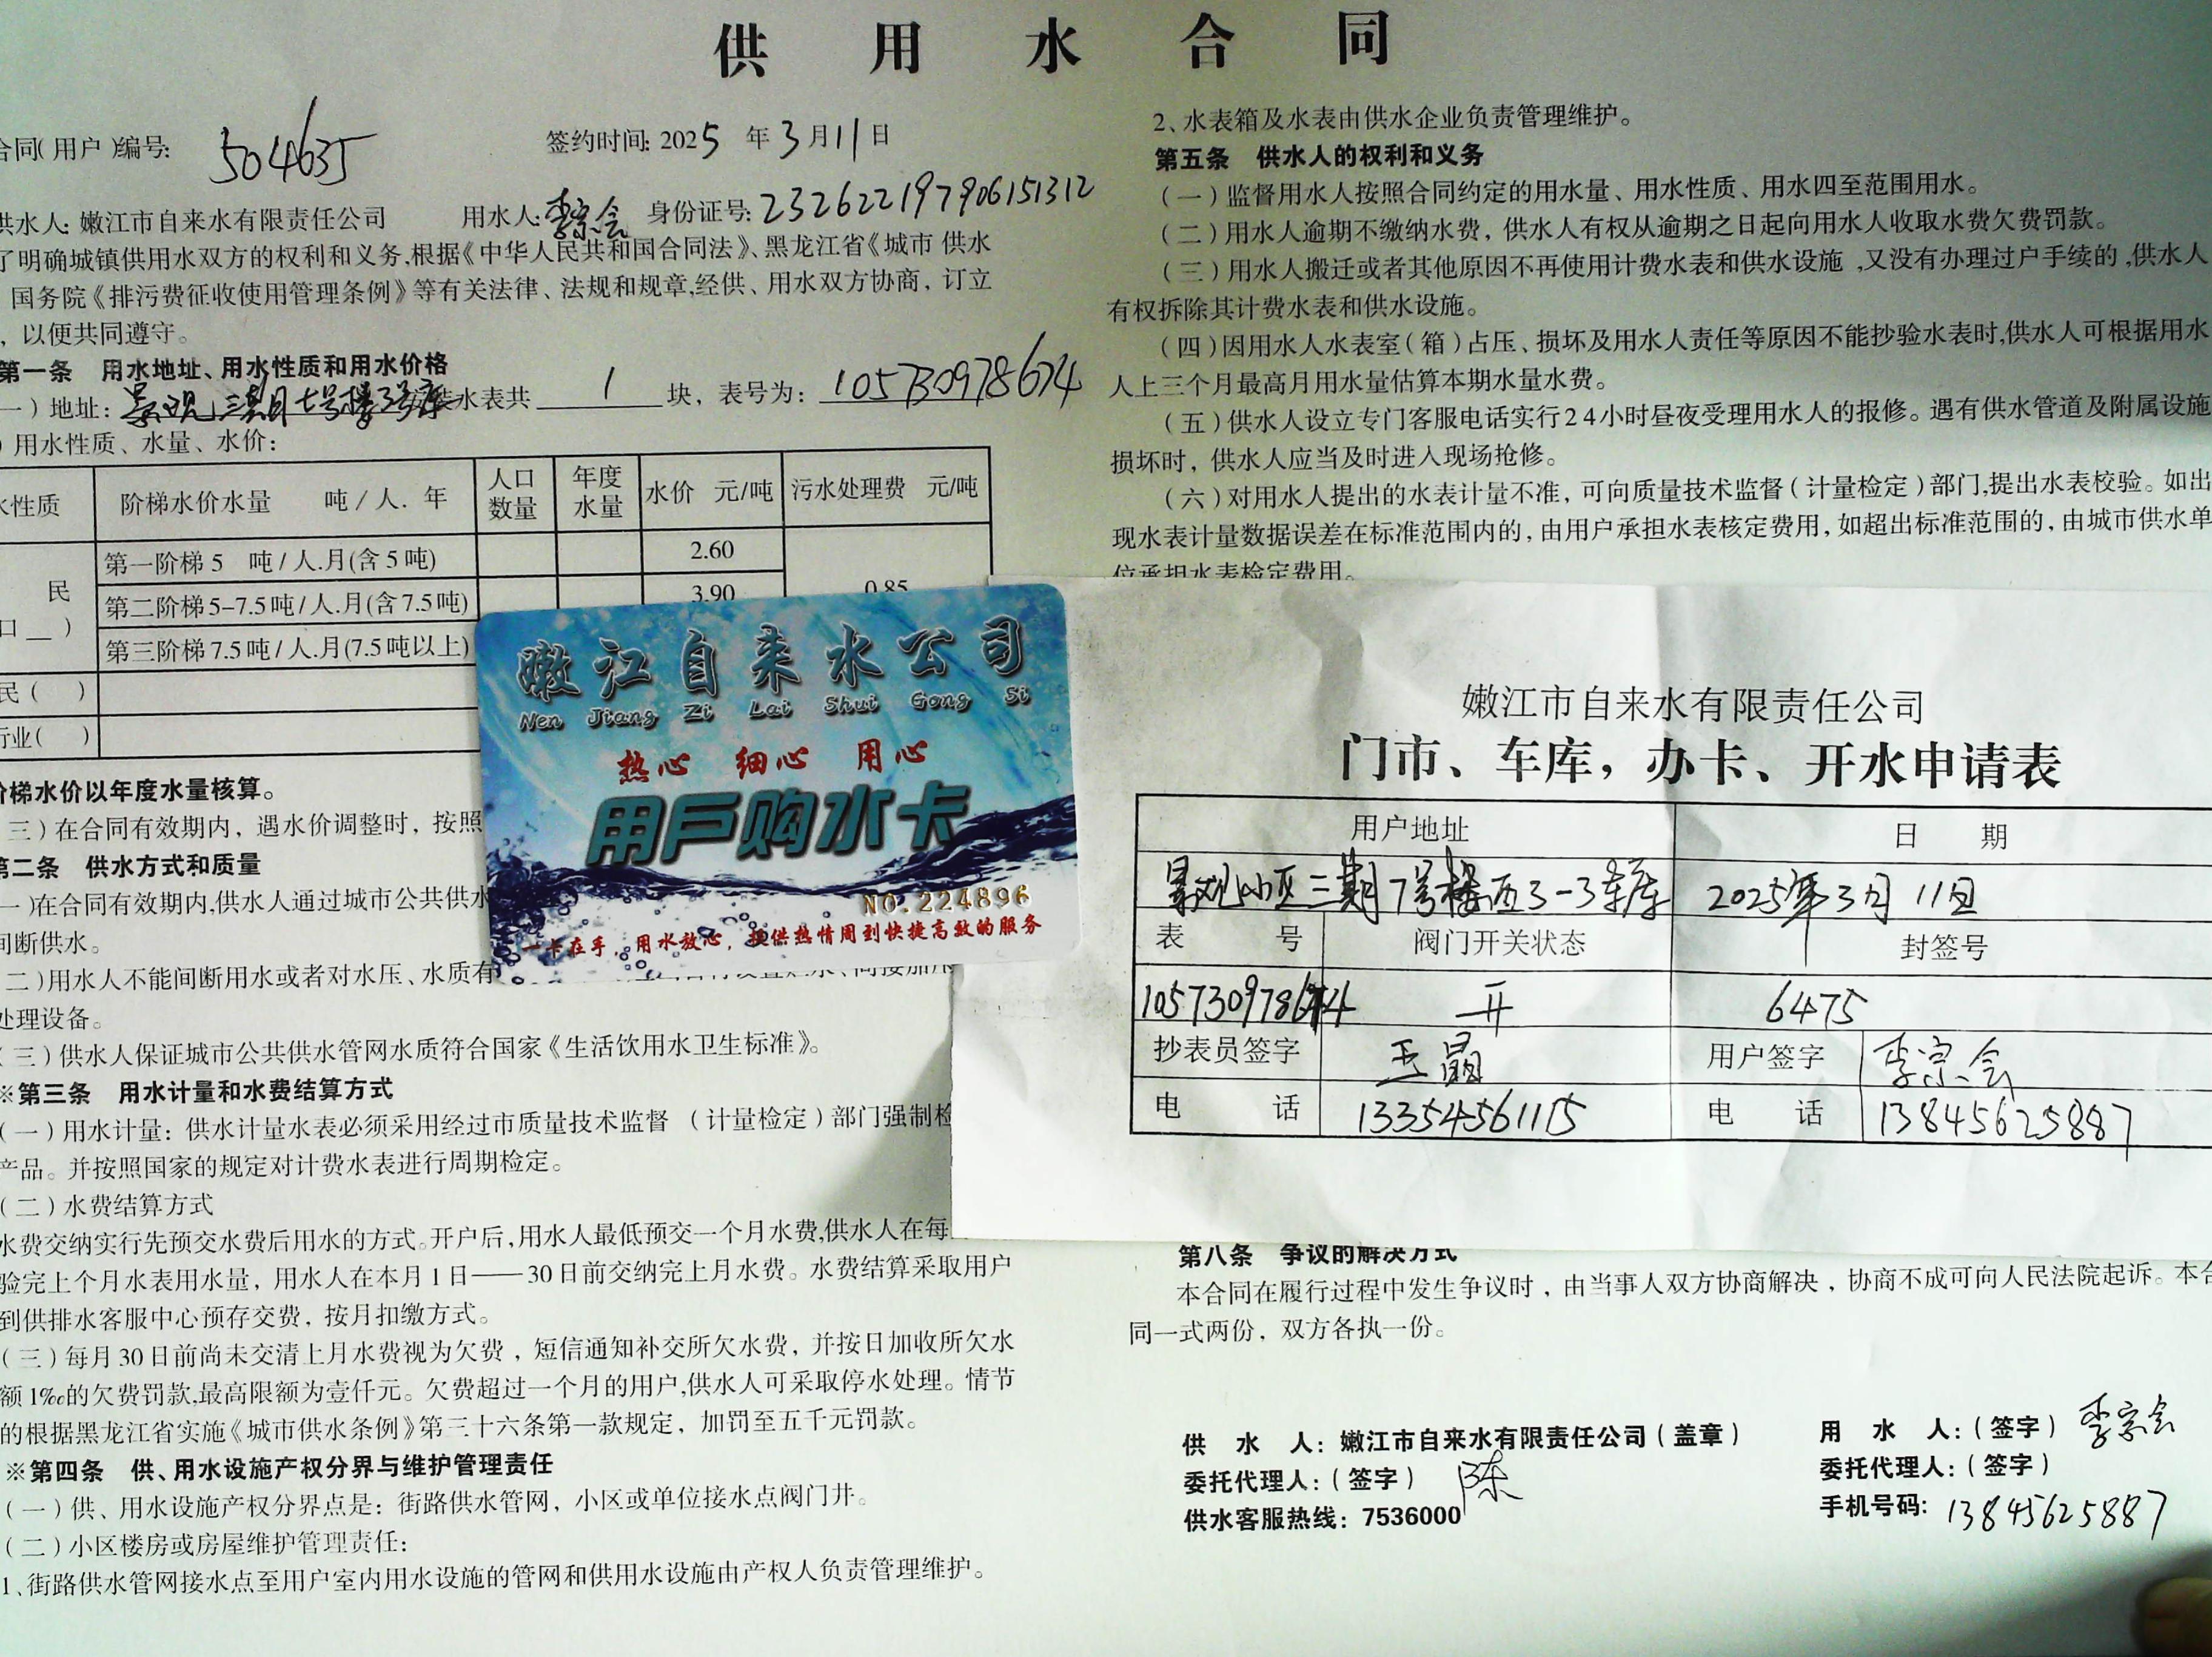 供用水合同
合同(用户)编号: 504635
签约时间: 2025年3月11日
供水人: 嫩江市自来水有限责任公司 用水人: 李宗会 身份证号: 232622197906151312
了明确城镇供用水双方的权利和义务,根据《中华人民共和国合同法》、黑龙江省《城市 供水
国务院《排污费征收使用管理条例》等有关法律、法规和规章,经供、用水双方协商，订立
，以便共同遵守。
第一条 用水地址、用水性质和用水价格
一）地址: 景观三期七号楼3号库 装水表共 1 块，表号为: 105730978674
）用水性质、水量、水价:
水性质 阶梯水价水量 吨/人. 年 人口数量 年度水量 水价 元/吨 污水处理费 元/吨
民
口＿）
第一阶梯 5 吨/人.月(含 5 吨) 2.60
第二阶梯 5-7.5 吨/人.月(含 7.5 吨) 3.90 0.85
第三阶梯 7.5 吨/人.月(7.5 吨以上)
民( )
行业( )
阶梯水价以年度水量核算。
三）在合同有效期内，遇水价调整时，按照
第二条 供水方式和质量
一)在合同有效期内,供水人通过城市公共供水
间断供水。
二)用水人不能间断用水或者对水压、水质有
处理设备。
（三）供水人保证城市公共供水管网水质符合国家《生活饮用水卫生标准》。
※第三条 用水计量和水费结算方式
（一）用水计量：供水计量水表必须采用经过市质量技术监督（计量检定）部门强制检
产品。并按照国家的规定对计费水表进行周期检定。
（二）水费结算方式
水费交纳实行先预交水费后用水的方式。开户后,用水人最低预交一个月水费,供水人在每
验完上个月水表用水量，用水人在本月 1 日——30 日前交纳完上月水费。水费结算采取用户
到供排水客服中心预存交费，按月扣缴方式。
（三）每月 30 日前尚未交清上月水费视为欠费，短信通知补交所欠水费，并按日加收所欠水
额 1‰的欠费罚款,最高限额为壹仟元。欠费超过一个月的用户,供水人可采取停水处理。情节
的根据黑龙江省实施《城市供水条例》第三十六条第一款规定，加罚至五千元罚款。
※第四条 供、用水设施产权分界与维护管理责任
（一）供、用水设施产权分界点是：街路供水管网，小区或单位接水点阀门井。
（二）小区楼房或房屋维护管理责任:
1、街路供水管网接水点至用户室内用水设施的管网和供用水设施由产权人负责管理维护。
2、水表箱及水表由供水企业负责管理维护。
第五条 供水人的权利和义务
（一）监督用水人按照合同约定的用水量、用水性质、用水四至范围用水。
（二）用水人逾期不缴纳水费，供水人有权从逾期之日起向用水人收取水费欠费罚款。
（三）用水人搬迁或者其他原因不再使用计费水表和供水设施,又没有办理过户手续的,供水人
有权拆除其计费水表和供水设施。
（四）因用水人水表室（箱）占压、损坏及用水人责任等原因不能抄验水表时,供水人可根据用水
人上三个月最高月用水量估算本期水量水费。
（五）供水人设立专门客服电话实行24小时昼夜受理用水人的报修。遇有供水管道及附属设施
损坏时，供水人应当及时进入现场抢修。
（六）对用水人提出的水表计量不准，可向质量技术监督（计量检定）部门,提出水表校验。如出
现水表计量数据误差在标准范围内的，由用户承担水表核定费用，如超出标准范围的，由城市供水单
位承担水表检定费用。
嫩江自来水公司
Nen Jiang Zi Lai Shui Gong Si
热心 细心 用心
用户购水卡
NO.224896
一卡在手，用水放心，提供热情周到快捷高效的服务
嫩江市自来水有限责任公司
门市、车库，办卡、开水申请表
用户地址 日 期
景观小区三期7号楼西3-3车库 2025年3月11日
表 号 阀门开关状态 封签号
105730978674 开 6475
抄表员签字 王晶 用户签字 李宗会
电 话 13354561115 电 话 13845625887
第八条 争议的解决方式
本合同在履行过程中发生争议时，由当事人双方协商解决，协商不成可向人民法院起诉。本合
同一式两份，双方各执一份。
供 水 人: 嫩江市自来水有限责任公司（盖章）
委托代理人:（签字） 陈
供水客服热线: 7536000
用 水 人:（签字） 李宗会
委托代理人:（签字）
手机号码: 13845625887